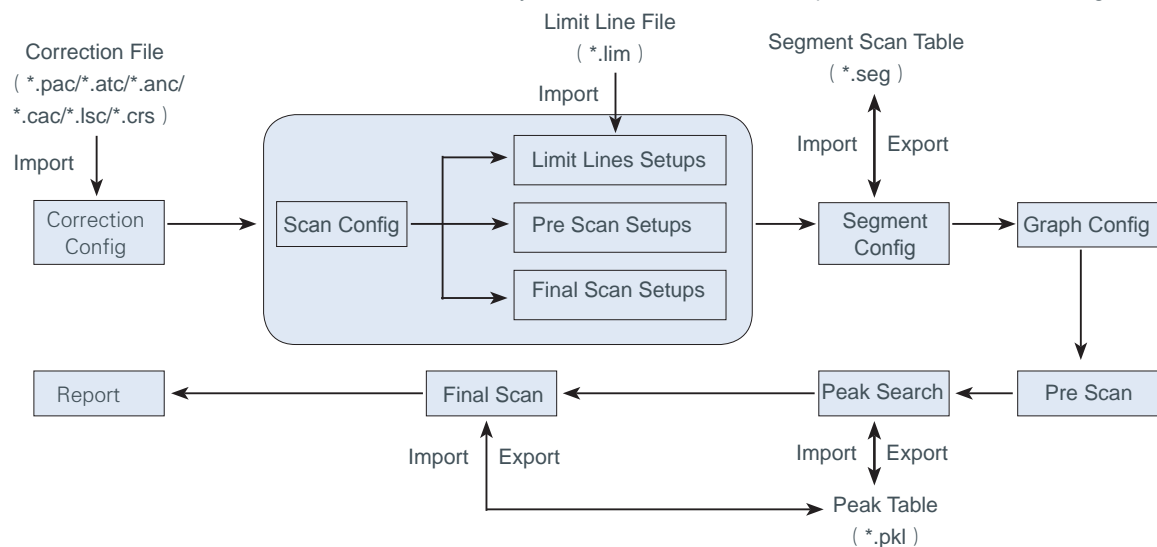 Limit Line File
( *.lim )
Import
Correction File
( *.pac/*.atc/*.anc/
*.cac/*.lsc/*.crs )
Import
Segment Scan Table
( *.seg )
Import Export
Correction
Config
Scan Config
Limit Lines Setups
Pre Scan Setups
Final Scan Setups
Segment
Config
Graph Config
Report
Final Scan
Peak Search
Pre Scan
Import Export
Import Export
Peak Table
( *.pkl )